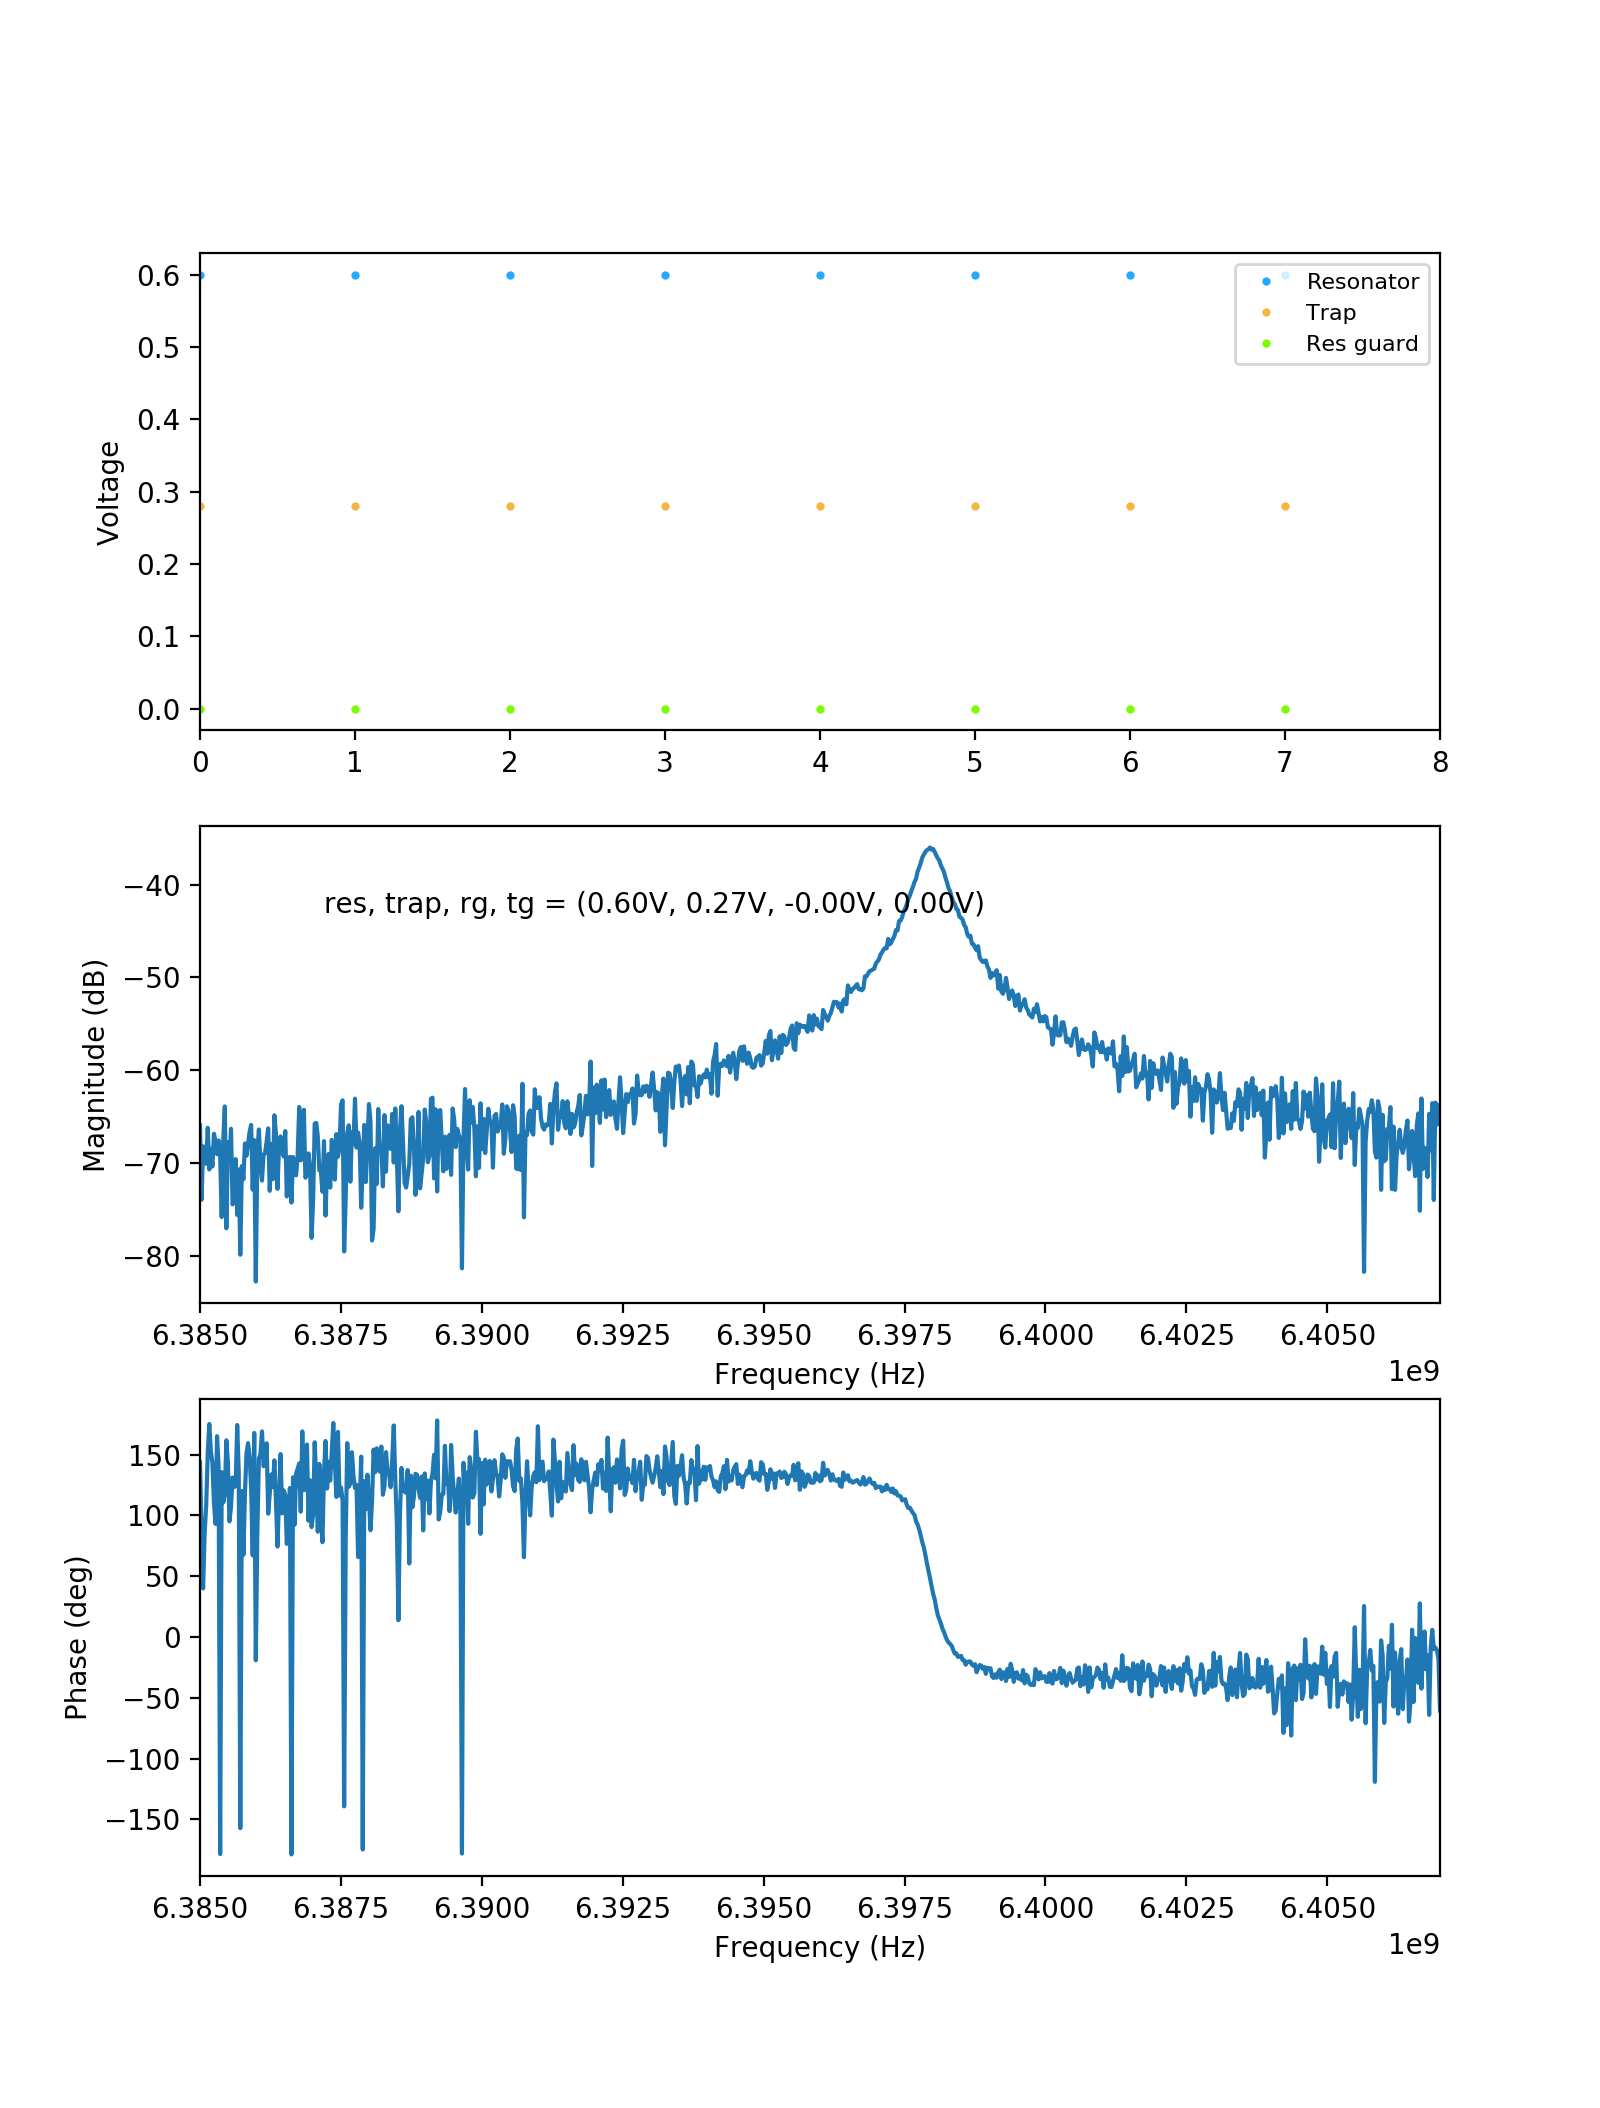 0.6
0.5
0.4
0.3
0.2
0.1
0.0
Voltage
Resonator
Trap
Res guard
0 1 2 3 4 5 6 7 8
−40
−50
−60
−70
−80
Magnitude (dB)
res, trap, rg, tg = (0.60V, 0.27V, -0.00V, 0.00V)
6.3850 6.3875 6.3900 6.3925 6.3950 6.3975 6.4000 6.4025 6.4050
Frequency (Hz)
1e9
150
100
50
0
−50
−100
−150
Phase (deg)
6.3850 6.3875 6.3900 6.3925 6.3950 6.3975 6.4000 6.4025 6.4050
Frequency (Hz)
1e9